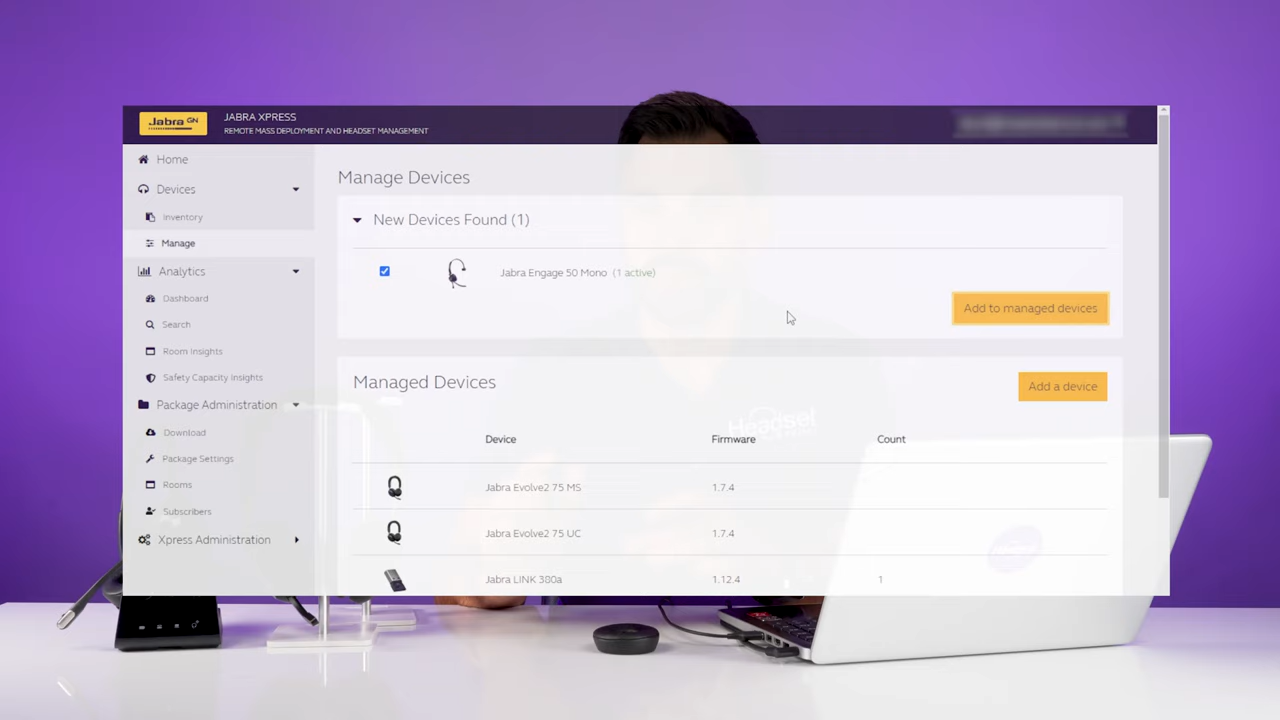 Jabra GN
JABRA XPRESS
REMOTE MASS DEPLOYMENT AND HEADSET MANAGEMENT
Home
Devices
Inventory
Manage
Analytics
Dashboard
Search
Room Insights
Safety Capacity Insights
Package Administration
Download
Package Settings
Rooms
Subscribers
Xpress Administration
Manage Devices
New Devices Found (1)
Jabra Engage 50 Mono (1 active)
Add to managed devices
Managed Devices
Add a device
Headset
Device Firmware Count
Jabra Evolve2 75 MS 1.7.4
Jabra Evolve2 75 UC 1.7.4
Jabra LINK 380a 1.12.4 1